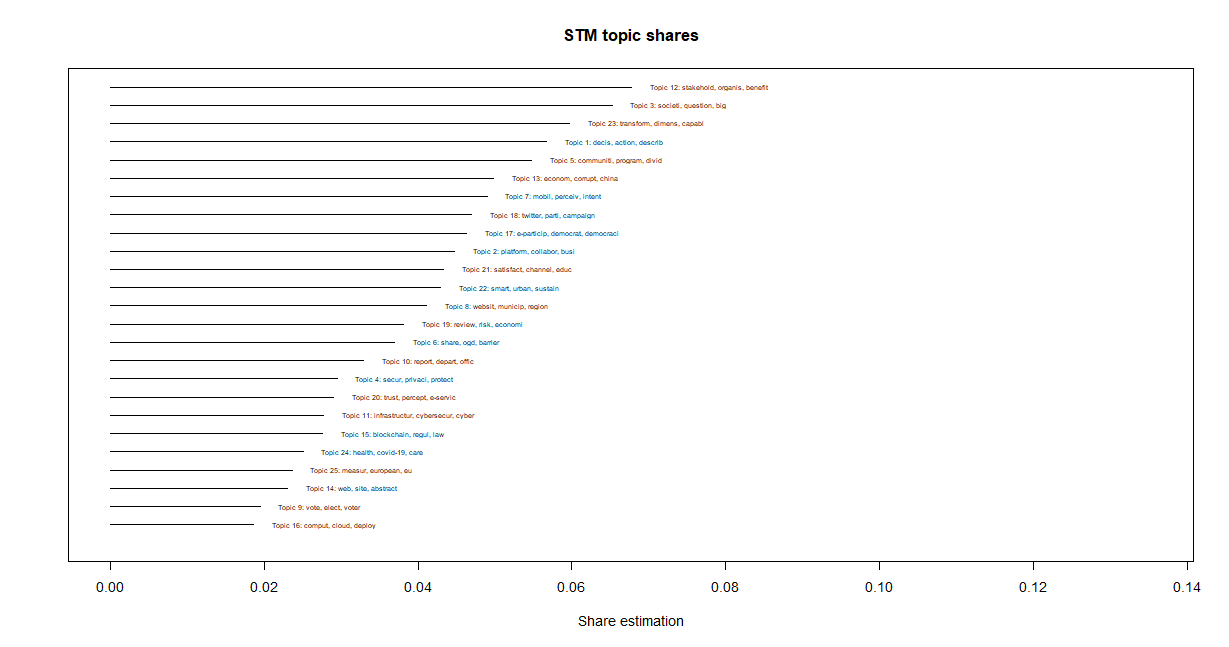 STM topic shares
Topic 12: stakehold, organis, benefit
Topic 3: societi, question, big
Topic 23: transform, dimens, capabl
Topic 1: decis, action, describ
Topic 5: communiti, program, divid
Topic 13: econom, corrupt, china
Topic 7: mobil, perceiv, intent
Topic 18: twitter, parti, campaign
Topic 17: e-particip, democrat, democraci
Topic 2: platform, collabor, busi
Topic 21: satisfact, channel, educ
Topic 22: smart, urban, sustain
Topic 8: websit, municip, region
Topic 19: review, risk, economi
Topic 6: share, ogd, barrier
Topic 10: report, depart, offic
Topic 4: secur, privaci, protect
Topic 20: trust, percept, e-servic
Topic 11: infrastructur, cybersecur, cyber
Topic 15: blockchain, regul, law
Topic 24: health, covid-19, care
Topic 25: measur, european, eu
Topic 14: web, site, abstract
Topic 9: vote, elect, voter
Topic 16: comput, cloud, deploy
0.00 0.02 0.04 0.06 0.08 0.10 0.12 0.14
Share estimation